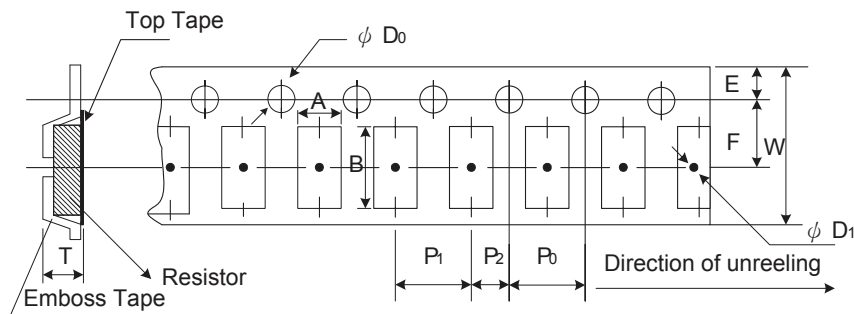 Top Tape
ψ D₀
A
E
B
F
W
ψ D₁
T
Resistor
Emboss Tape
P₁
P₂
P₀
Direction of unreeling